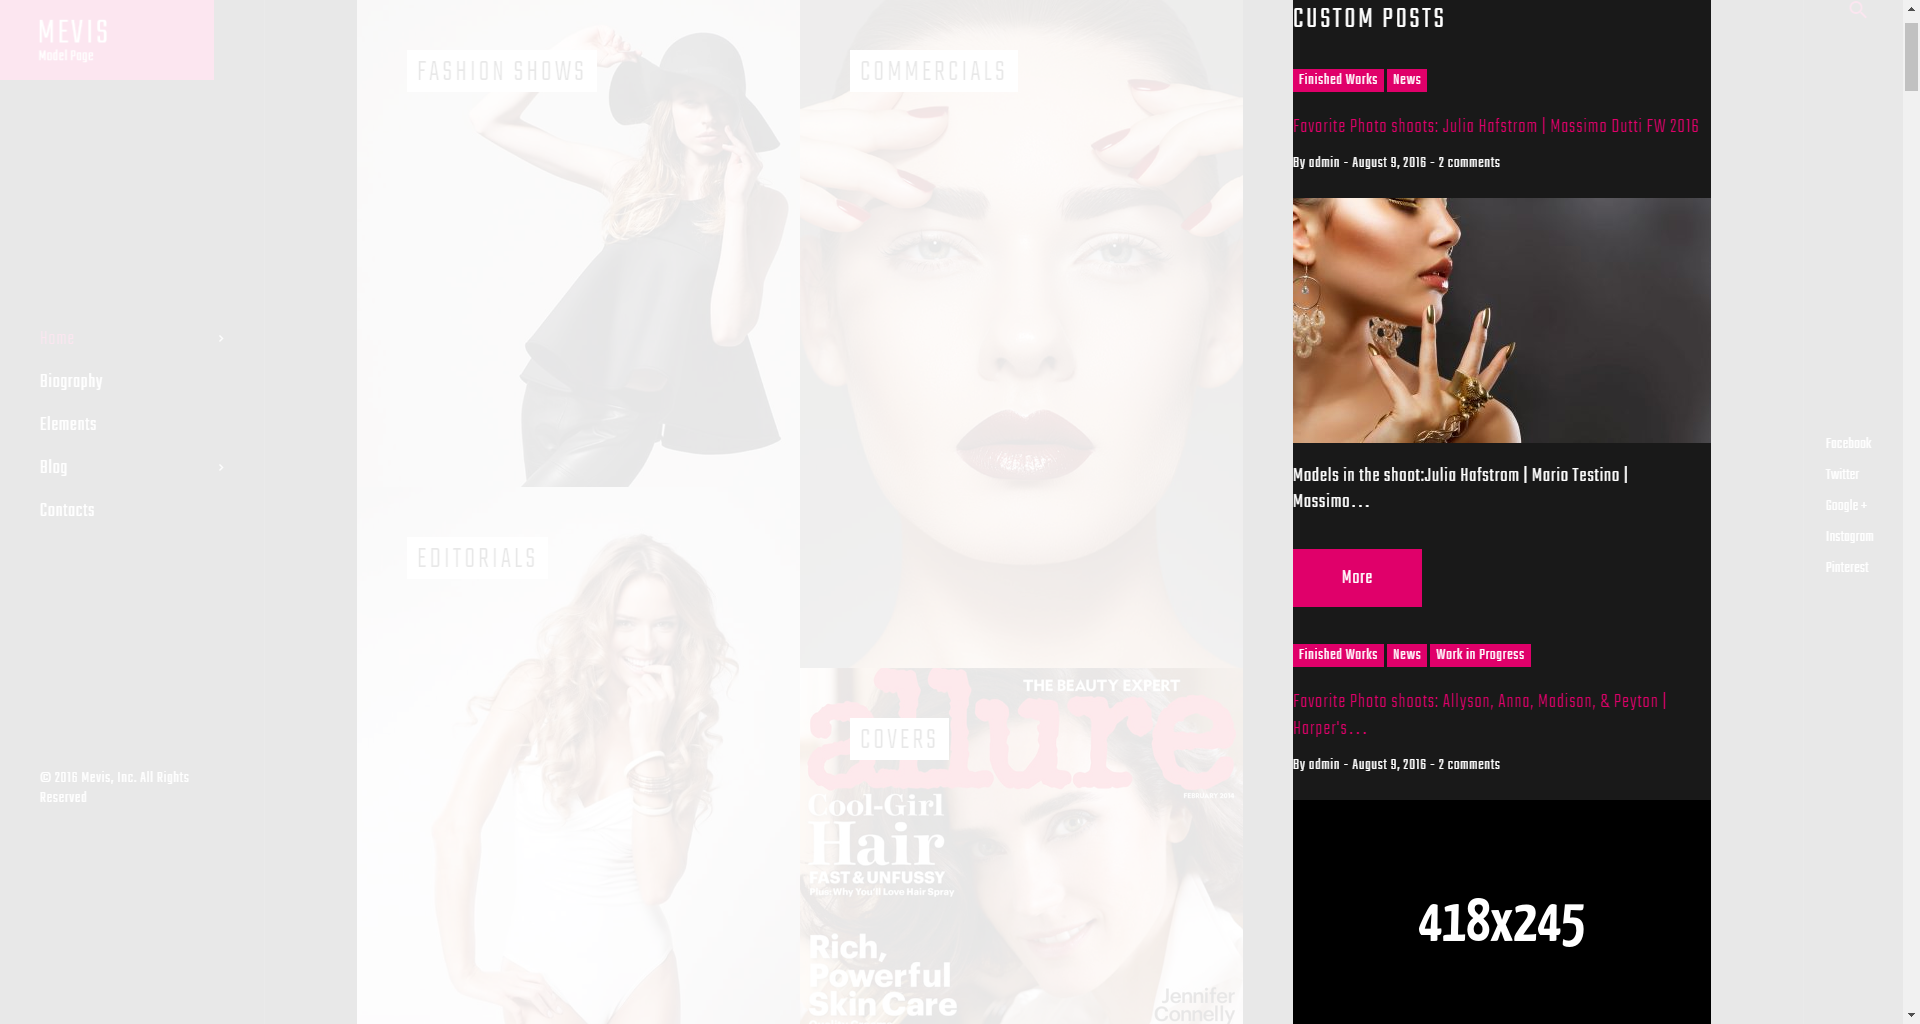 MEVIS
Model Page
Home
Biography
Elements
Blog
Contacts
© 2016 Mevis, Inc. All Rights
Reserved
FASHION SHOWS
EDITORIALS
COMMERCIALS
allure
THE BEAUTY EXPERT
COVERS
FEBRUARY 2016
Cool-Girl
Hair
FAST & UNFUSSY
Plus: Why You'll Love Hair Spray
Rich,
Powerful
Skin Care
Jennifer
Connelly
CUSTOM POSTS
Finished Works News
Favorite Photo shoots: Julia Hafstrom | Massimo Dutti FW 2016
By admin - August 9, 2016 - 2 comments
Models in the shoot:Julia Hafstrom | Mario Testino |
Massimo...
More
Finished Works News Work in Progress
Favorite Photo shoots: Allyson, Anna, Madison, & Peyton |
Harper's...
By admin - August 9, 2016 - 2 comments
418x245
Facebook
Twitter
Google +
Instagram
Pinterest